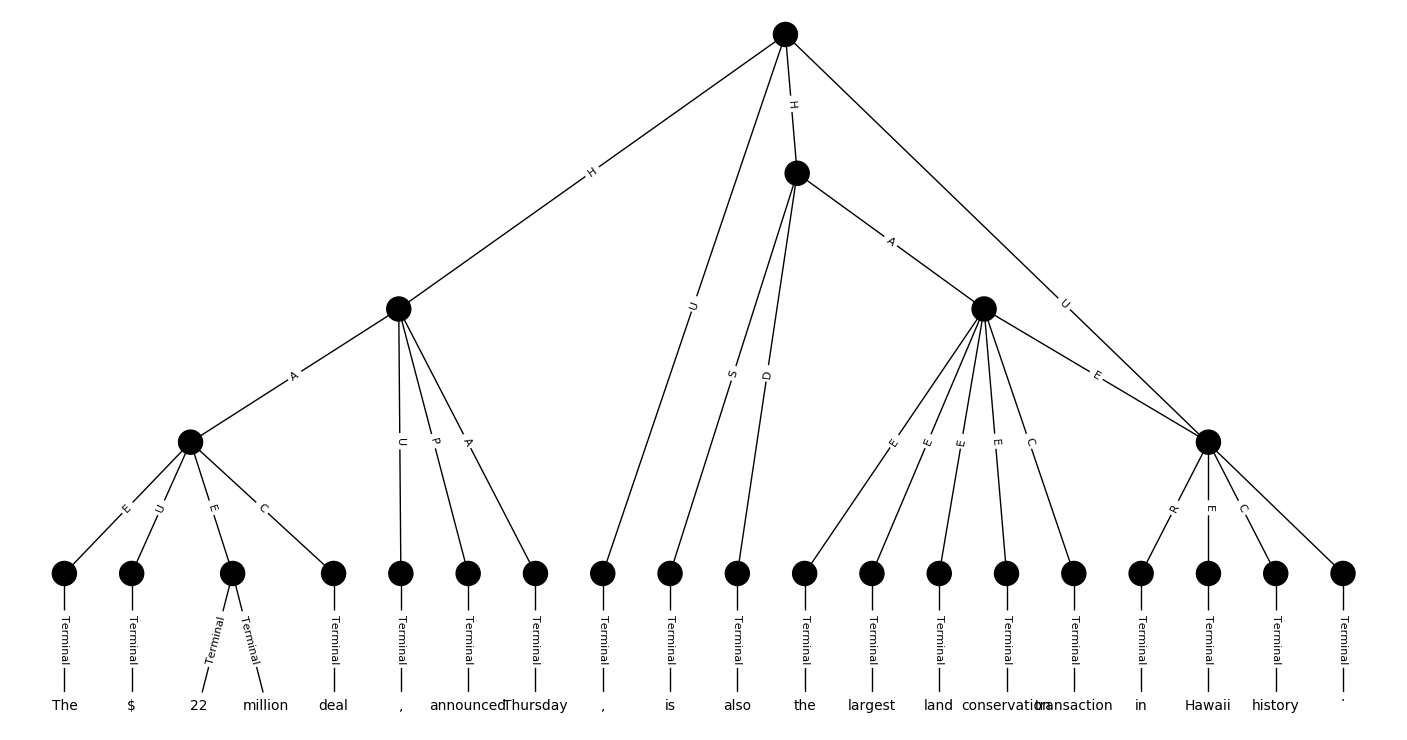 H
H
U
A
U
S
D
A
E
U
P
A
E
E
E
E
C
E U E C
R E C
Terminal Terminal Terminal Terminal Terminal Terminal Terminal Terminal Terminal Terminal Terminal Terminal Terminal Terminal Terminal Terminal Terminal Terminal Terminal Terminal
The $ 22 million deal , announced Thursday , is also the largest land conservation transaction in Hawaii history .